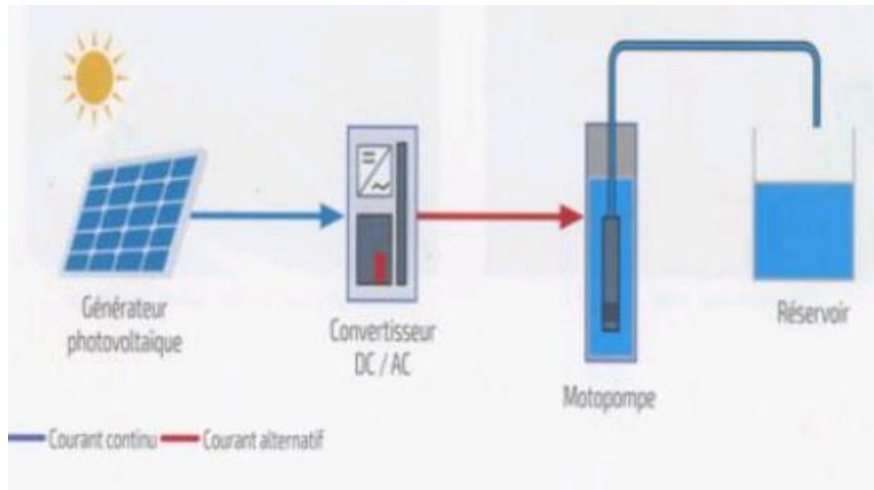 Générateur
photovoltaïque
Convertisseur
DC / AC
Motopompe
Réservoir
Courant continu
Courant alternatif